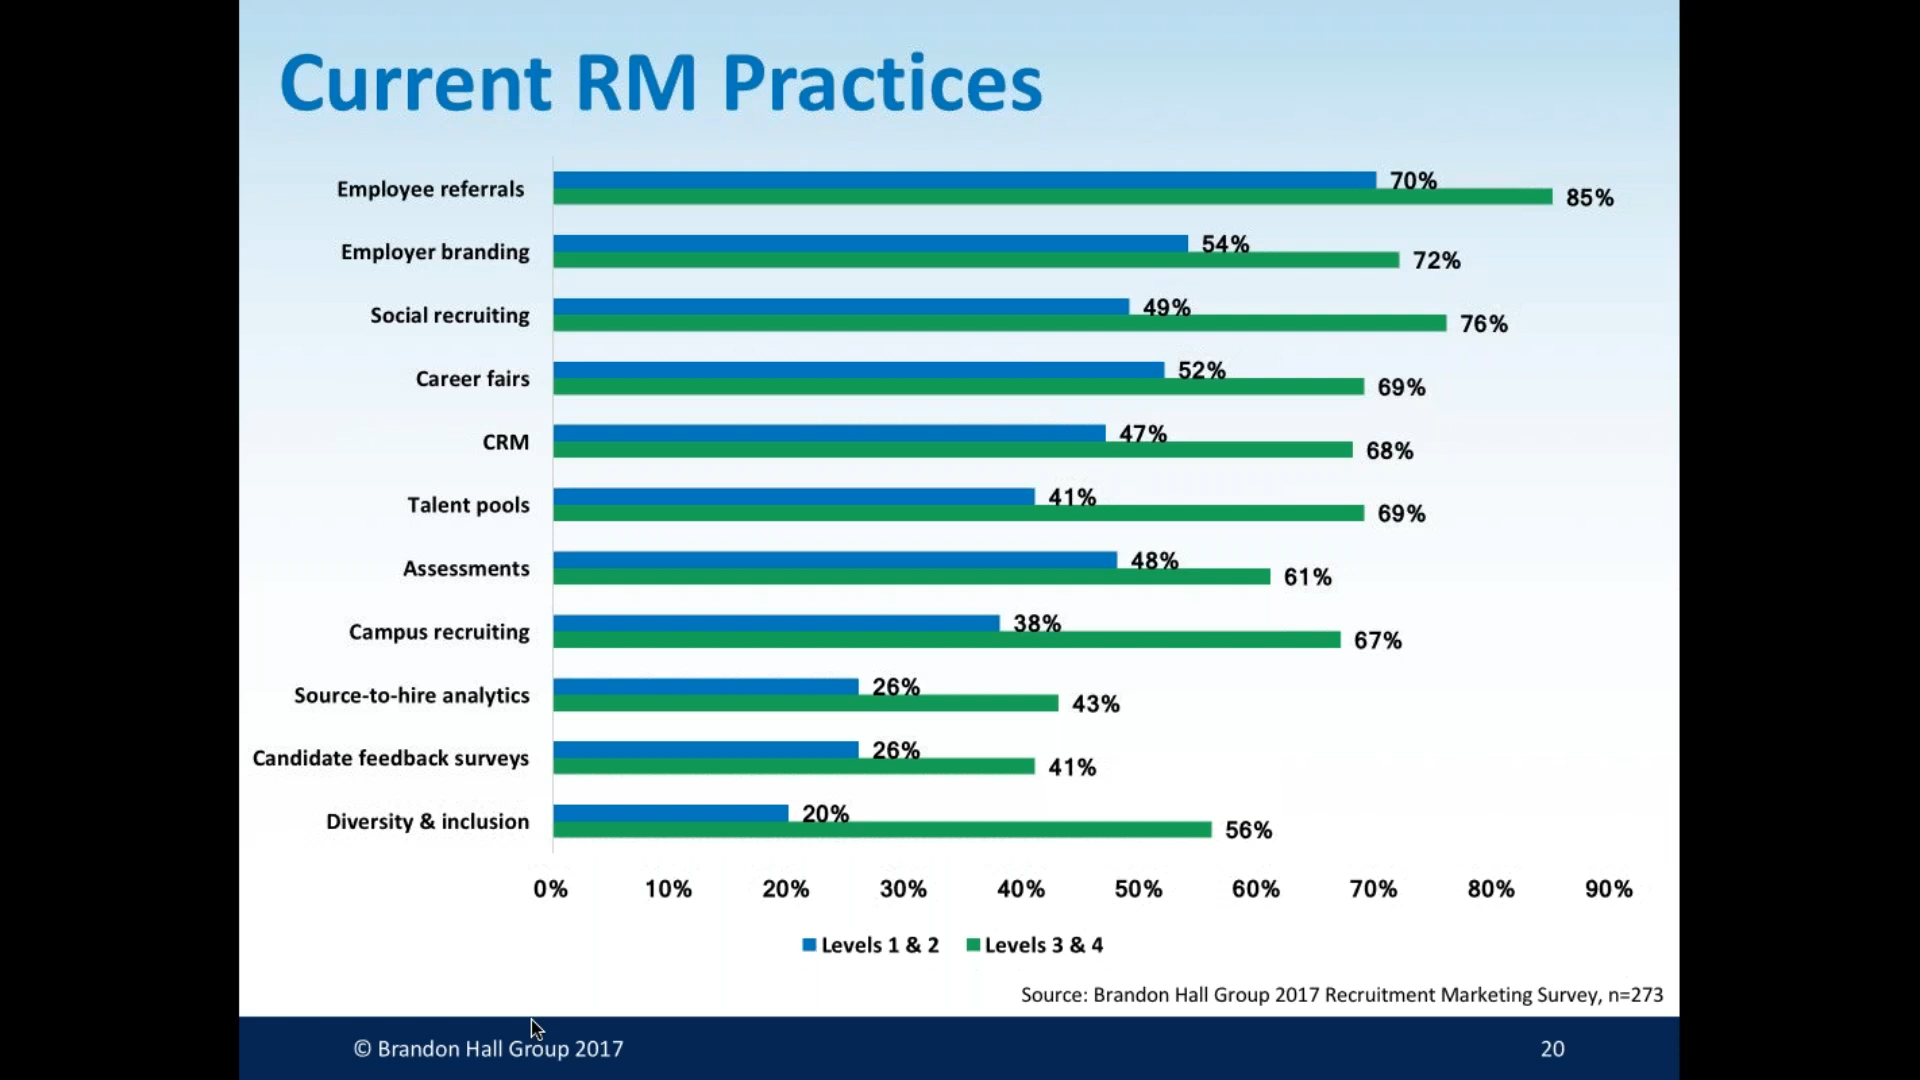 Current RM Practices
Employee referrals 70% 85%
Employer branding 54% 72%
Social recruiting 49% 76%
Career fairs 52% 69%
CRM 47% 68%
Talent pools 41% 69%
Assessments 48% 61%
Campus recruiting 38% 67%
Source-to-hire analytics 26% 43%
Candidate feedback surveys 26% 41%
Diversity & inclusion 20% 56%
0% 10% 20% 30% 40% 50% 60% 70% 80% 90%
Levels 1 & 2 Levels 3 & 4
Source: Brandon Hall Group 2017 Recruitment Marketing Survey, n=273
© Brandon Hall Group 2017 20